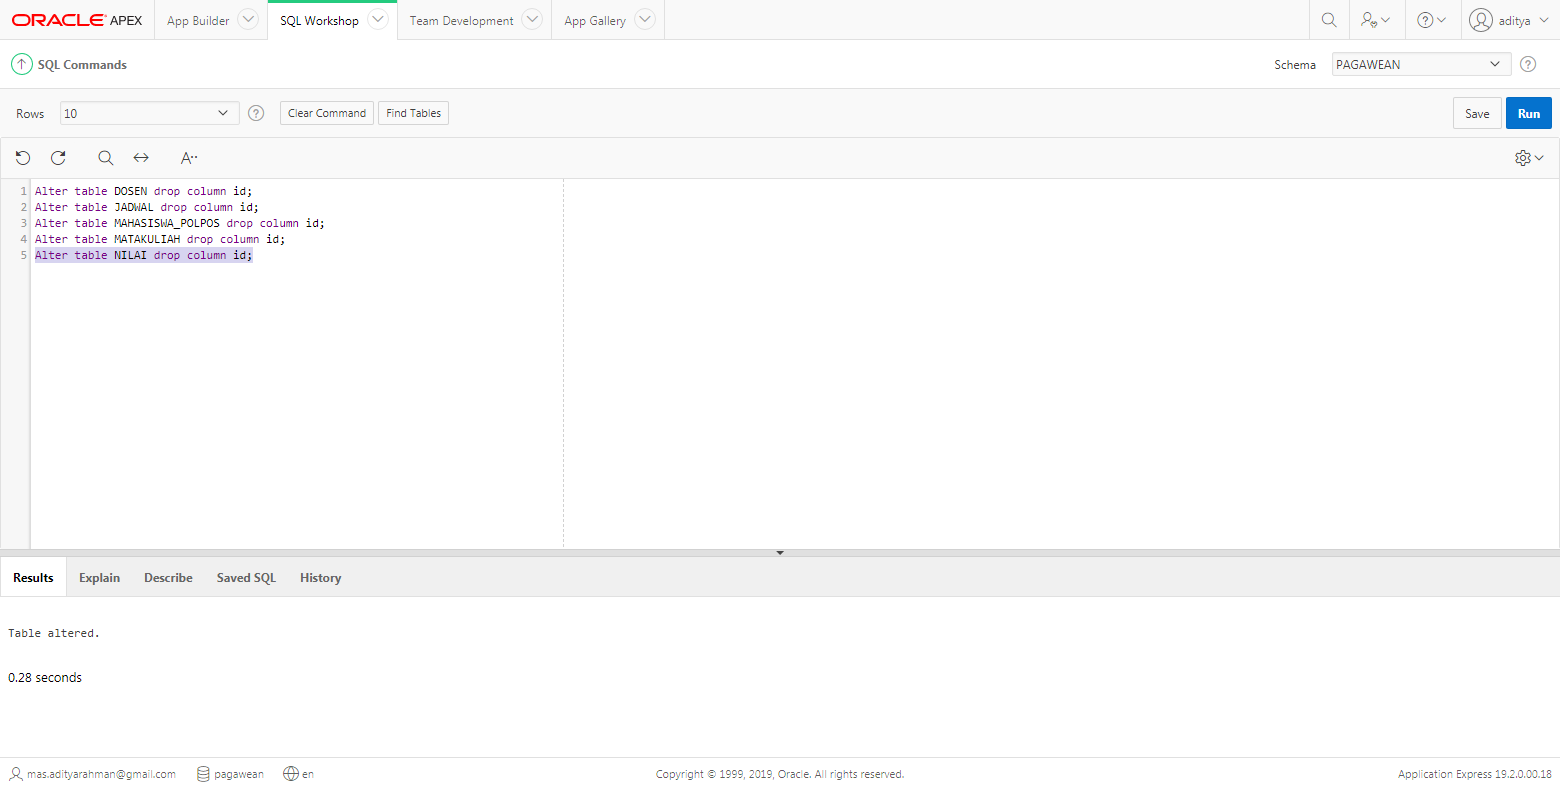 ORACLE APEX App Builder SQL Workshop Team Development App Gallery aditya
SQL Commands Schema PAGAWEAN
Rows 10 Clear Command Find Tables Save Run
A
1 Alter table DOSEN drop column id;
2 Alter table JADWAL drop column id;
3 Alter table MAHASISWA_POLPOS drop column id;
4 Alter table MATAKULIAH drop column id;
5 Alter table NILAI drop column id;
Results Explain Describe Saved SQL History
Table altered.
0.28 seconds
mas.adityarahman@gmail.com pagawean en Copyright © 1999, 2019, Oracle. All rights reserved. Application Express 19.2.0.00.18